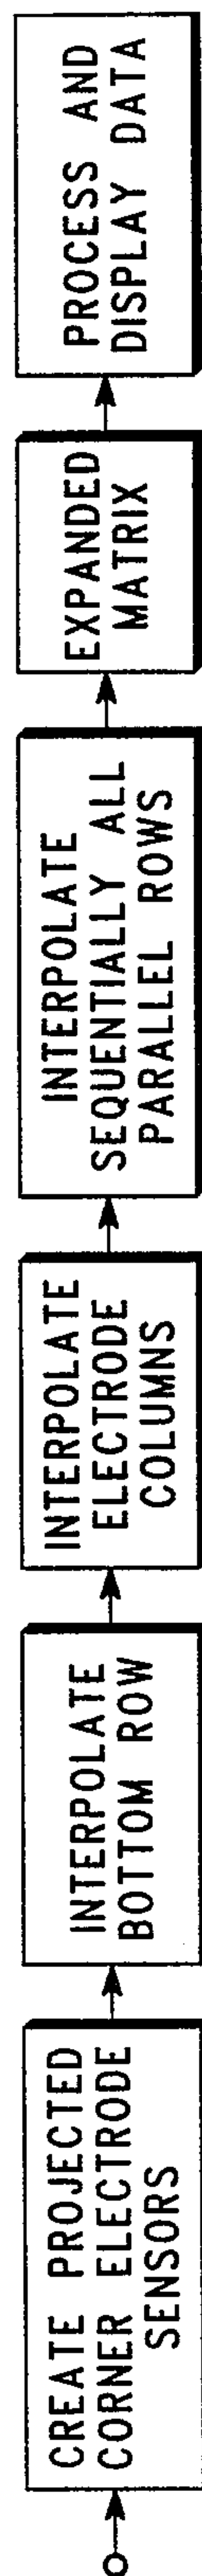 CREATE PROJECTED
CORNER ELECTRODE
SENSORS
INTERPOLATE
BOTTOM ROW
INTERPOLATE
ELECTRODE
COLUMNS
INTERPOLATE
SEQUENTIALLY ALL
PARALLEL ROWS
EXPANDED
MATRIX
PROCESS AND
DISPLAY DATA